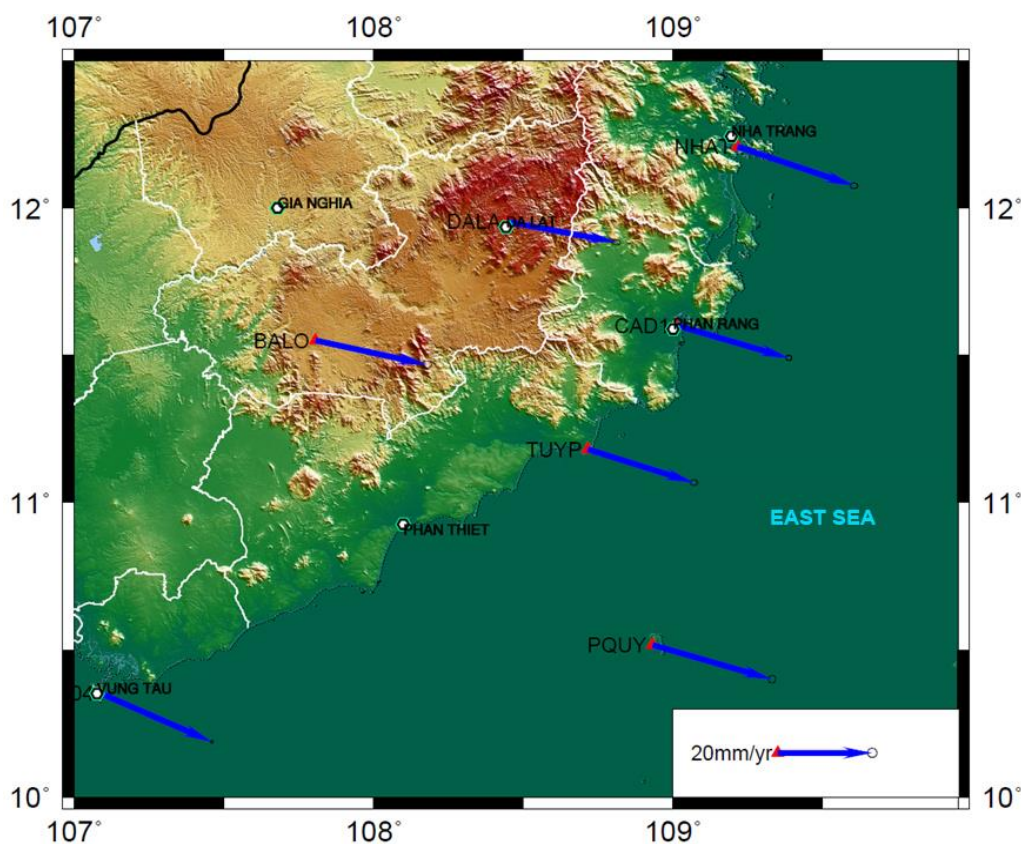 107° 108° 109°
NHA TRANG
NHAT
12° 12°
GIA NGHIA
DALA DALAT
CAD1 PHAN RANG
BALO
TUYP
11° 11°
EAST SEA
PHAN THIET
PQUY
VUNG TAU
20mm/yr
10° 10°
107° 108° 109°